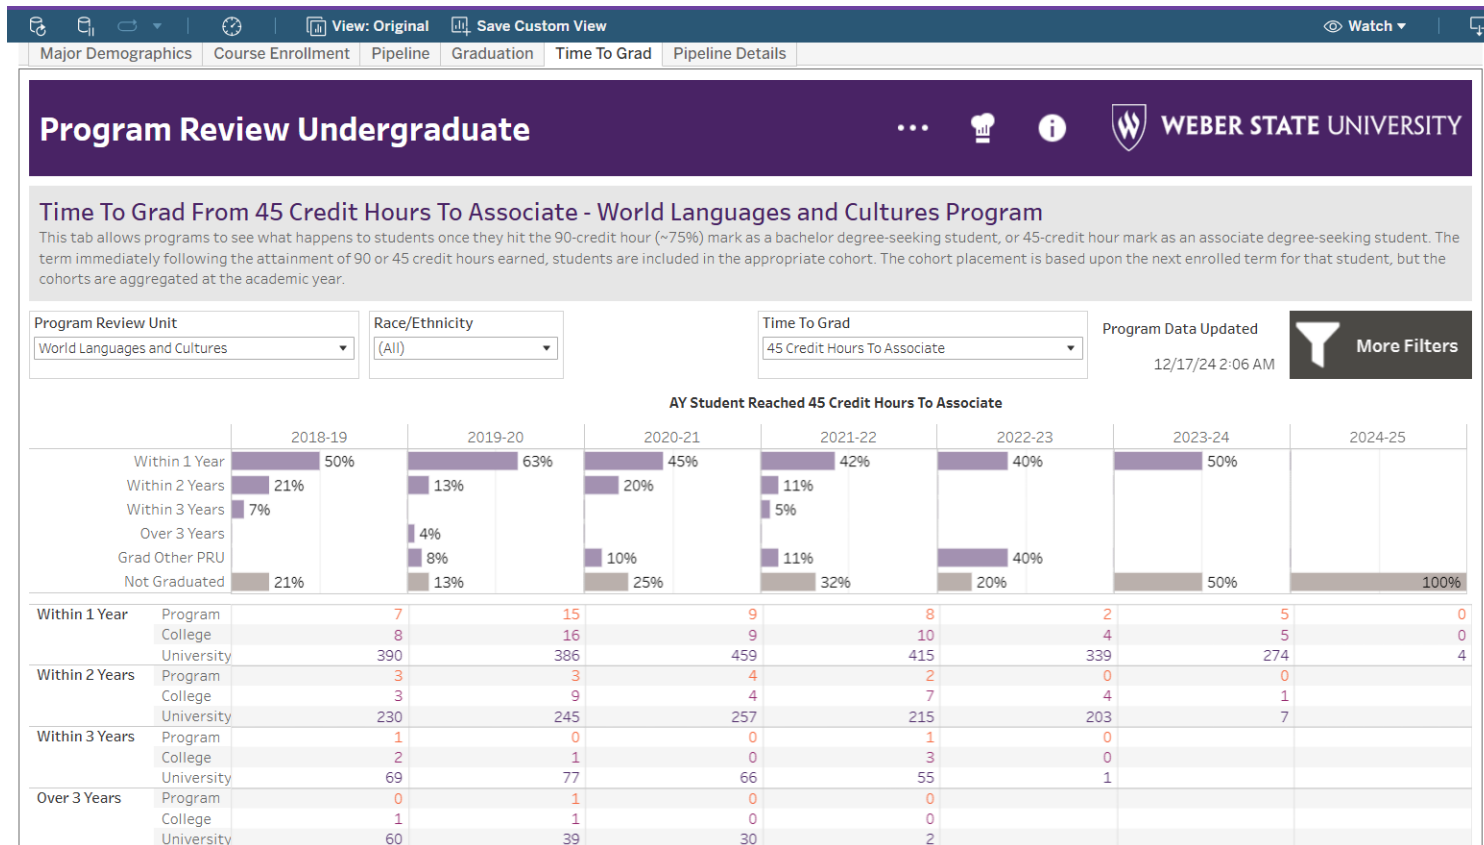 View: Original Save Custom View Watch
Major Demographics Course Enrollment Pipeline Graduation Time To Grad Pipeline Details
Program Review Undergraduate WEBER STATE UNIVERSITY
Time To Grad From 45 Credit Hours To Associate - World Languages and Cultures Program
This tab allows programs to see what happens to students once they hit the 90-credit hour (~75%) mark as a bachelor degree-seeking student, or 45-credit hour mark as an associate degree-seeking student. The
term immediately following the attainment of 90 or 45 credit hours earned, students are included in the appropriate cohort. The cohort placement is based upon the next enrolled term for that student, but the
cohorts are aggregated at the academic year.
Program Review Unit Race/Ethnicity Time To Grad Program Data Updated
World Languages and Cultures (All) 45 Credit Hours To Associate 12/17/24 2:06 AM More Filters
AY Student Reached 45 Credit Hours To Associate
2018-19 2019-20 2020-21 2021-22 2022-23 2023-24 2024-25
Within 1 Year 50% 63% 45% 42% 40% 50%
Within 2 Years 21% 13% 20% 11%
Within 3 Years 7% 5%
Over 3 Years 4%
Grad Other PRU 8% 10% 11% 40%
Not Graduated 21% 13% 25% 32% 20% 50% 100%
Within 1 Year Program 7 15 9 8 2 5 0
College 8 16 9 10 4 5 0
University 390 386 459 415 339 274 4
Within 2 Years Program 3 3 4 2 0 0
College 3 9 4 7 4 1
University 230 245 257 215 203 7
Within 3 Years Program 1 0 0 1 0
College 2 1 0 3 0
University 69 77 66 55 1
Over 3 Years Program 0 1 0 0
College 1 1 0 0
University 60 39 30 2